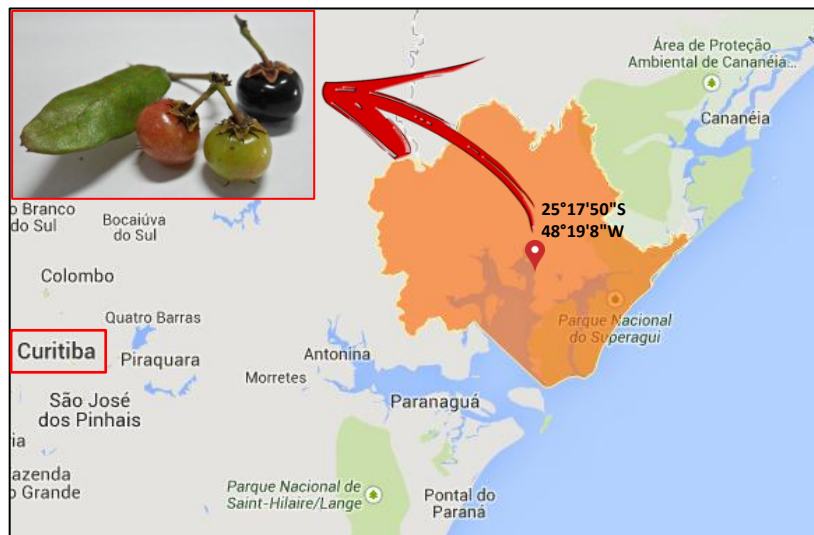 Área de Proteção
Ambiental de Cananéia...
Cananéia
25°17'50"S
48°19'8"W
o Branco
do Sul
Bocaiúva
do Sul
Colombo
Quatro Barras
Curitiba
Piraquara
Antonina
Morretes
Parque Nacional
do Superagui
São José
dos Pinhais
Paranaguá
ria
azenda
o Grande
Parque Nacional de
Saint-Hilaire/Lange
Pontal do
Paraná